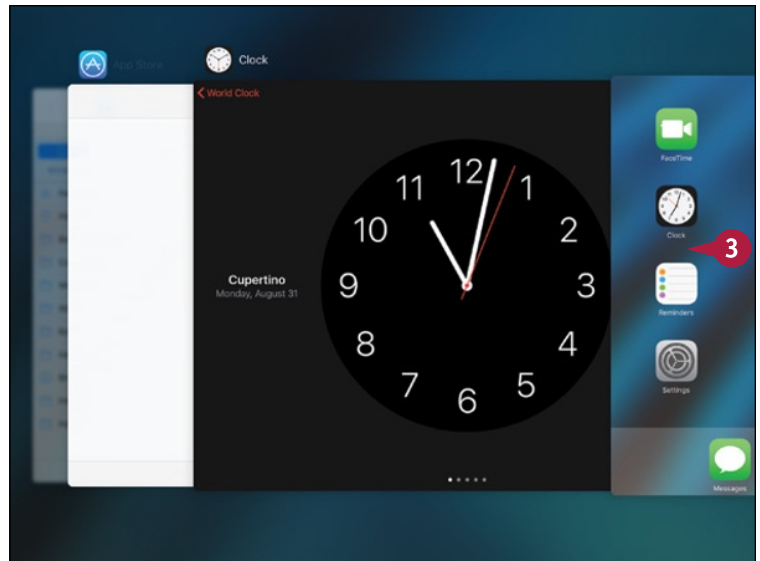 App Store
Clock
World Clock
FaceTime
12
11
1
10
2
Clock
3
Cupertino
Monday, August 31
9
3
Reminders
8
4
7
5
6
Settings
Messages